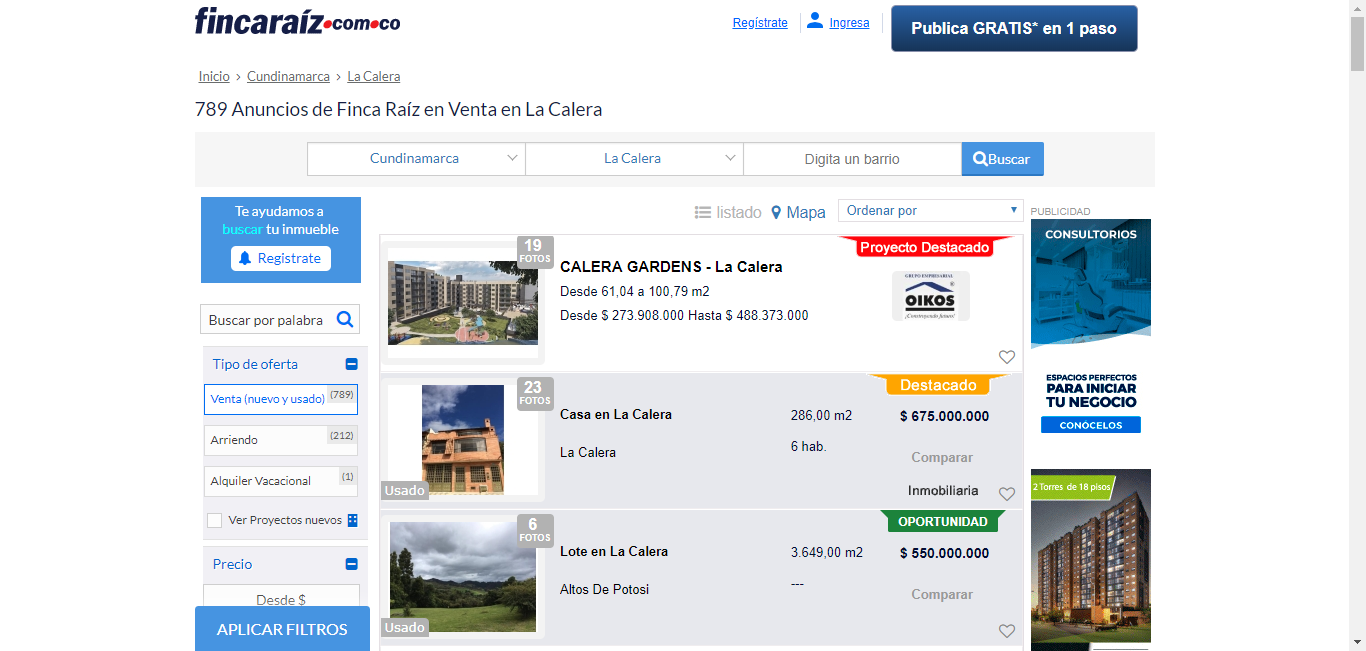 fincaraíz.com.co
Regístrate
Ingresa
Publica GRATIS* en 1 paso
Inicio › Cundinamarca › La Calera
789 Anuncios de Finca Raíz en Venta en La Calera
Cundinamarca
La Calera
Digita un barrio
Buscar
Te ayudamos a
buscar tu inmueble
Registrate
Buscar por palabra
Tipo de oferta
Venta (nuevo y usado) (789)
Arriendo (212)
Alquiler Vacacional (1)
Ver Proyectos nuevos
Precio
Desde $
APLICAR FILTROS
listado
Mapa
Ordenar por
19
FOTOS
CALERA GARDENS - La Calera
Desde 61,04 a 100,79 m2
Desde $ 273.908.000 Hasta $ 488.373.000
Proyecto Destacado
GRUPO EMPRESARIAL
OIKOS
¡Construyendo futuro!
23
FOTOS
Usado
Casa en La Calera
La Calera
286,00 m2
6 hab.
Destacado
$ 675.000.000
Comparar
Inmobiliaria
6
FOTOS
Usado
Lote en La Calera
Altos De Potosi
3.649,00 m2
---
OPORTUNIDAD
$ 550.000.000
Comparar
PUBLICIDAD
CONSULTORIOS
ESPACIOS PERFECTOS
PARA INICIAR
TU NEGOCIO
CONÓCELOS
2 Torres de 18 pisos